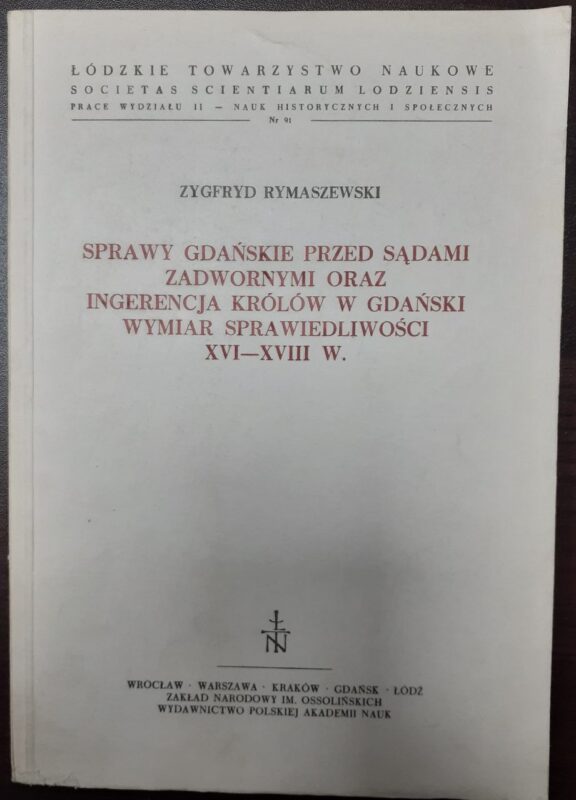 ŁÓDZKIE TOWARZYSTWO NAUKOWE
SOCIETAS SCIENTIARUM LODZIENSIS
PRACE WYDZIAŁU II — NAUK HISTORYCZNYCH I SPOŁECZNYCH
Nr 91
ZYGFRYD RYMASZEWSKI
SPRAWY GDAŃSKIE PRZED SĄDAMI
ZADWORNYMI ORAZ
INGERENCJA KRÓLÓW W GDAŃSKI
WYMIAR SPRAWIEDLIWOŚCI
XVI—XVIII W.
ŁTN
WROCŁAW · WARSZAWA · KRAKÓW · GDAŃSK · ŁÓDŹ
ZAKŁAD NARODOWY IM. OSSOLIŃSKICH
WYDAWNICTWO POLSKIEJ AKADEMII NAUK